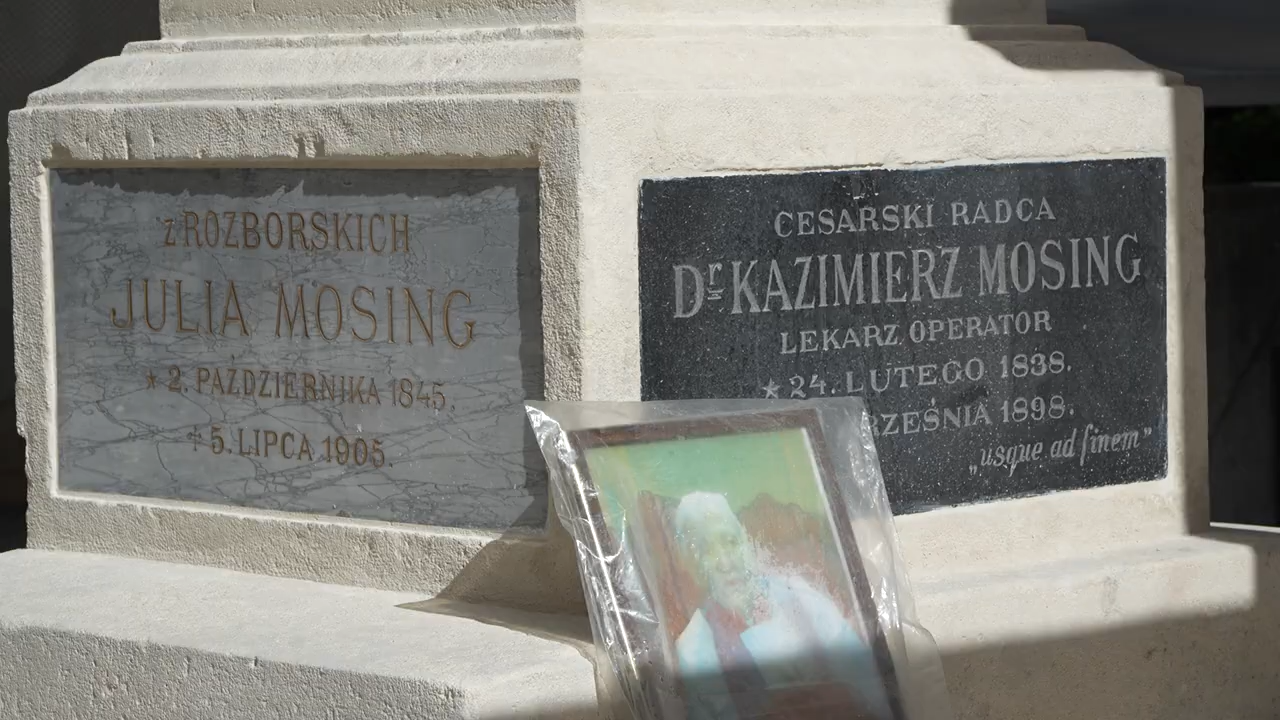 z ROZBORSKICH
JULIA MOSING
* 2. PAŹDZIERNIKA 1845.
† 5. LIPCA 1905.
CESARSKI RADCA
Dr KAZIMIERZ MOSING
LEKARZ OPERATOR
* 24. LUTEGO 1838.
1898.
„usque ad finem”